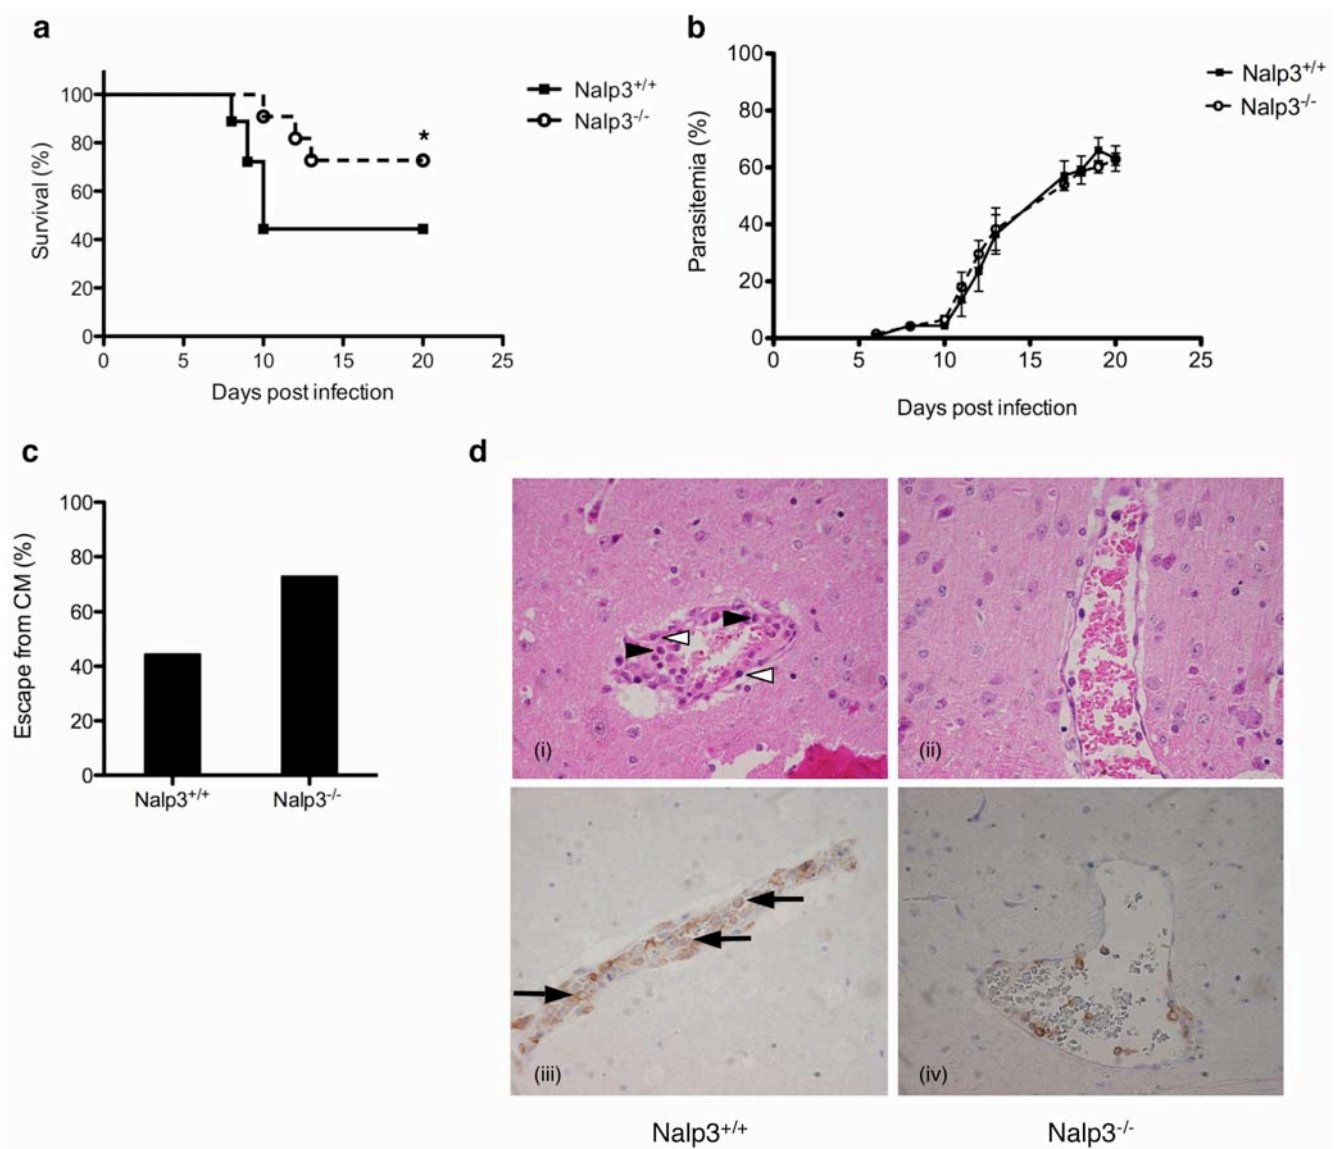 a
100
80
60
40
20
0
Survival (%)
0 5 10 15 20 25
Days post infection
Nalp3+/+
Nalp3-/-
*
b
100
80
60
40
20
0
Parasitemia (%)
0 5 10 15 20 25
Days post infection
Nalp3+/+
Nalp3-/-
c
100
80
60
40
20
0
Escape from CM (%)
Nalp3+/+ Nalp3-/-
d
(i)
(ii)
(iii)
(iv)
Nalp3+/+ Nalp3-/-